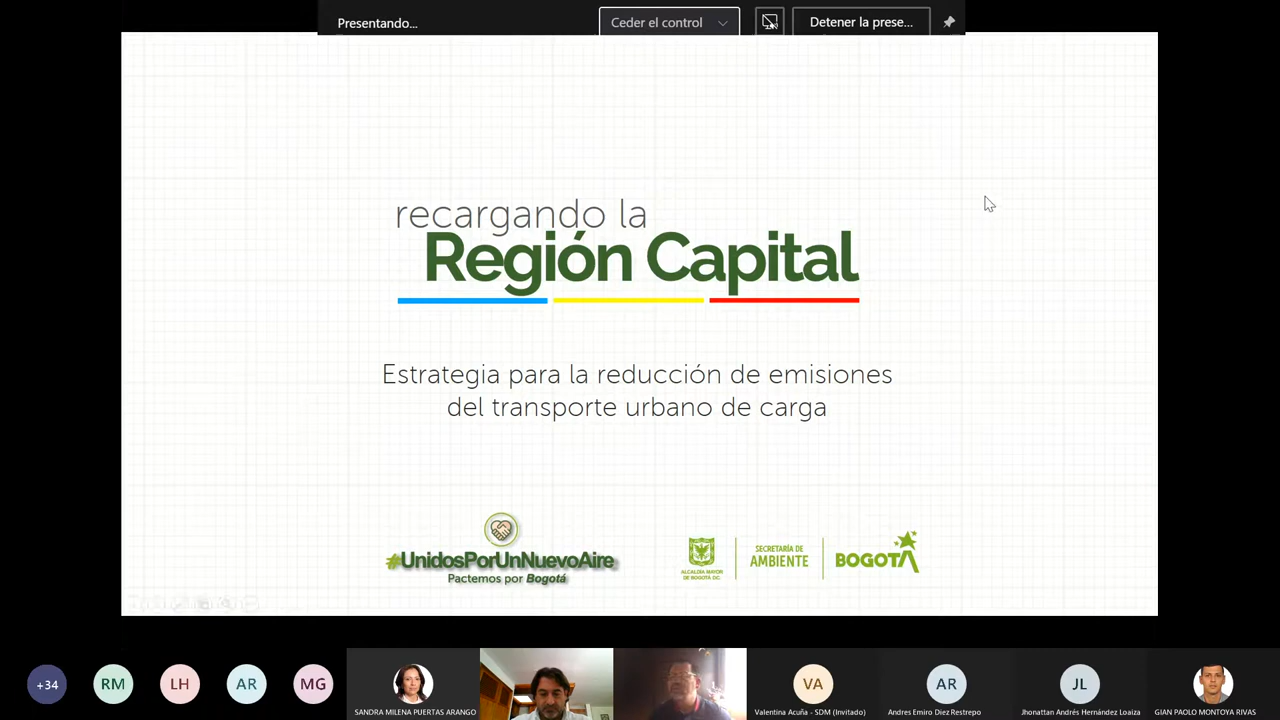 Presentando...
Ceder el control
Detener la prese...
recargando la
Región Capital
Estrategia para la reducción de emisiones
del transporte urbano de carga
#UnidosPorUnNuevoAire
Pactemos por Bogotá
ALCALDÍA MAYOR
DE BOGOTÁ D.C.
SECRETARÍA DE
AMBIENTE
BOGOTÁ
+34
RM
LH
AR
MG
SANDRA MILENA PUERTAS ARANGO
VA
Valentina Acuña - SDM (Invitado)
AR
Andres Emiro Diez Restrepo
JL
Jhonattan Andrés Hernández Loaiza
GIAN PAOLO MONTOYA RIVAS